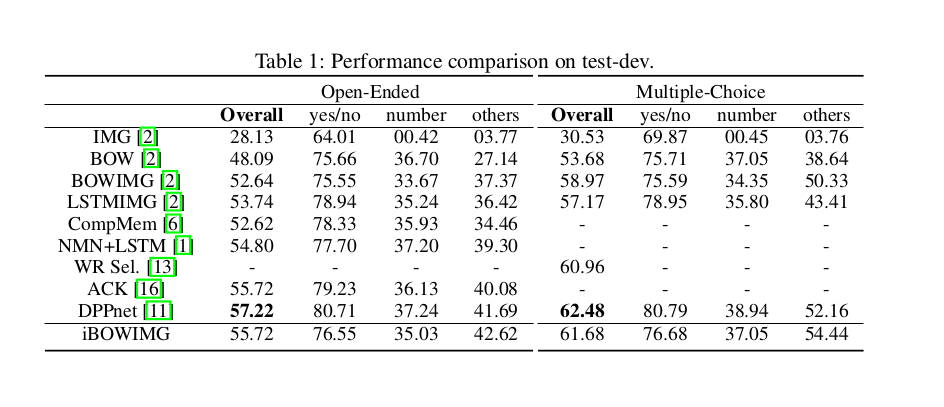 Table 1: Performance comparison on test-dev.
Open-Ended Multiple-Choice
Overall yes/no number others Overall yes/no number others
IMG [2] 28.13 64.01 00.42 03.77 30.53 69.87 00.45 03.76
BOW [2] 48.09 75.66 36.70 27.14 53.68 75.71 37.05 38.64
BOWIMG [2] 52.64 75.55 33.67 37.37 58.97 75.59 34.35 50.33
LSTMIMG [2] 53.74 78.94 35.24 36.42 57.17 78.95 35.80 43.41
CompMem [6] 52.62 78.33 35.93 34.46 - - - -
NMN+LSTM [1] 54.80 77.70 37.20 39.30 - - - -
WR Sel. [13] - - - - 60.96 - - -
ACK [16] 55.72 79.23 36.13 40.08 - - - -
DPPnet [11] 57.22 80.71 37.24 41.69 62.48 80.79 38.94 52.16
iBOWIMG 55.72 76.55 35.03 42.62 61.68 76.68 37.05 54.44